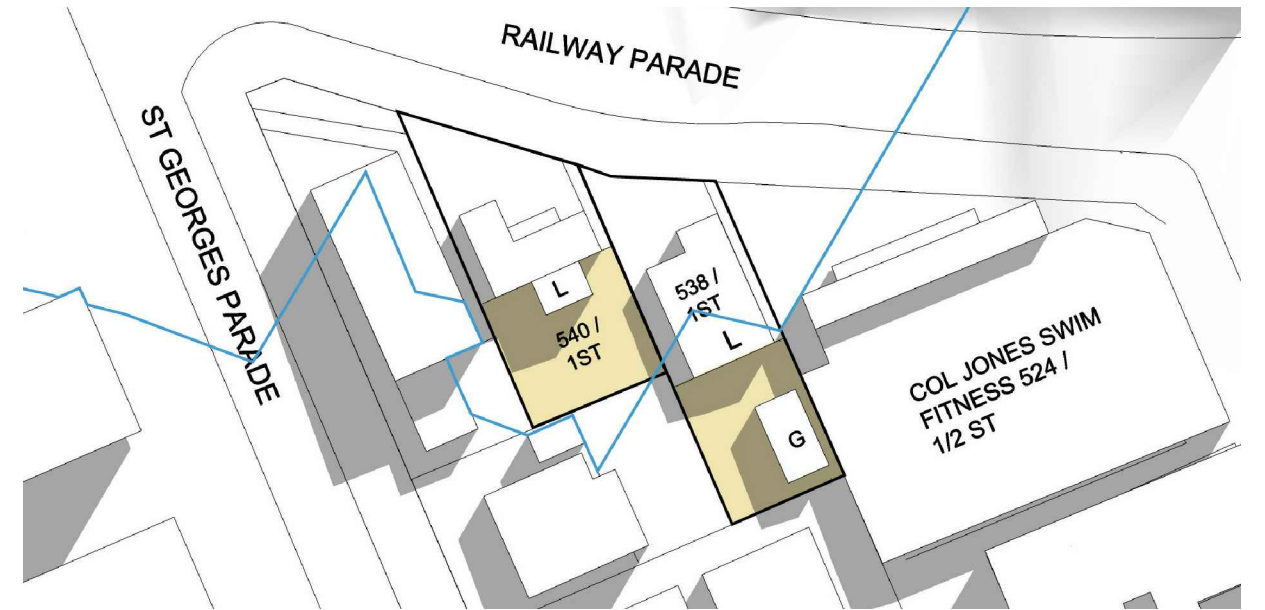 RAILWAY PARADE
ST GEORGES PARADE
L
540 /
1ST
538 /
1ST
L
G
COL JONES SWIM
FITNESS 524 /
1/2 ST